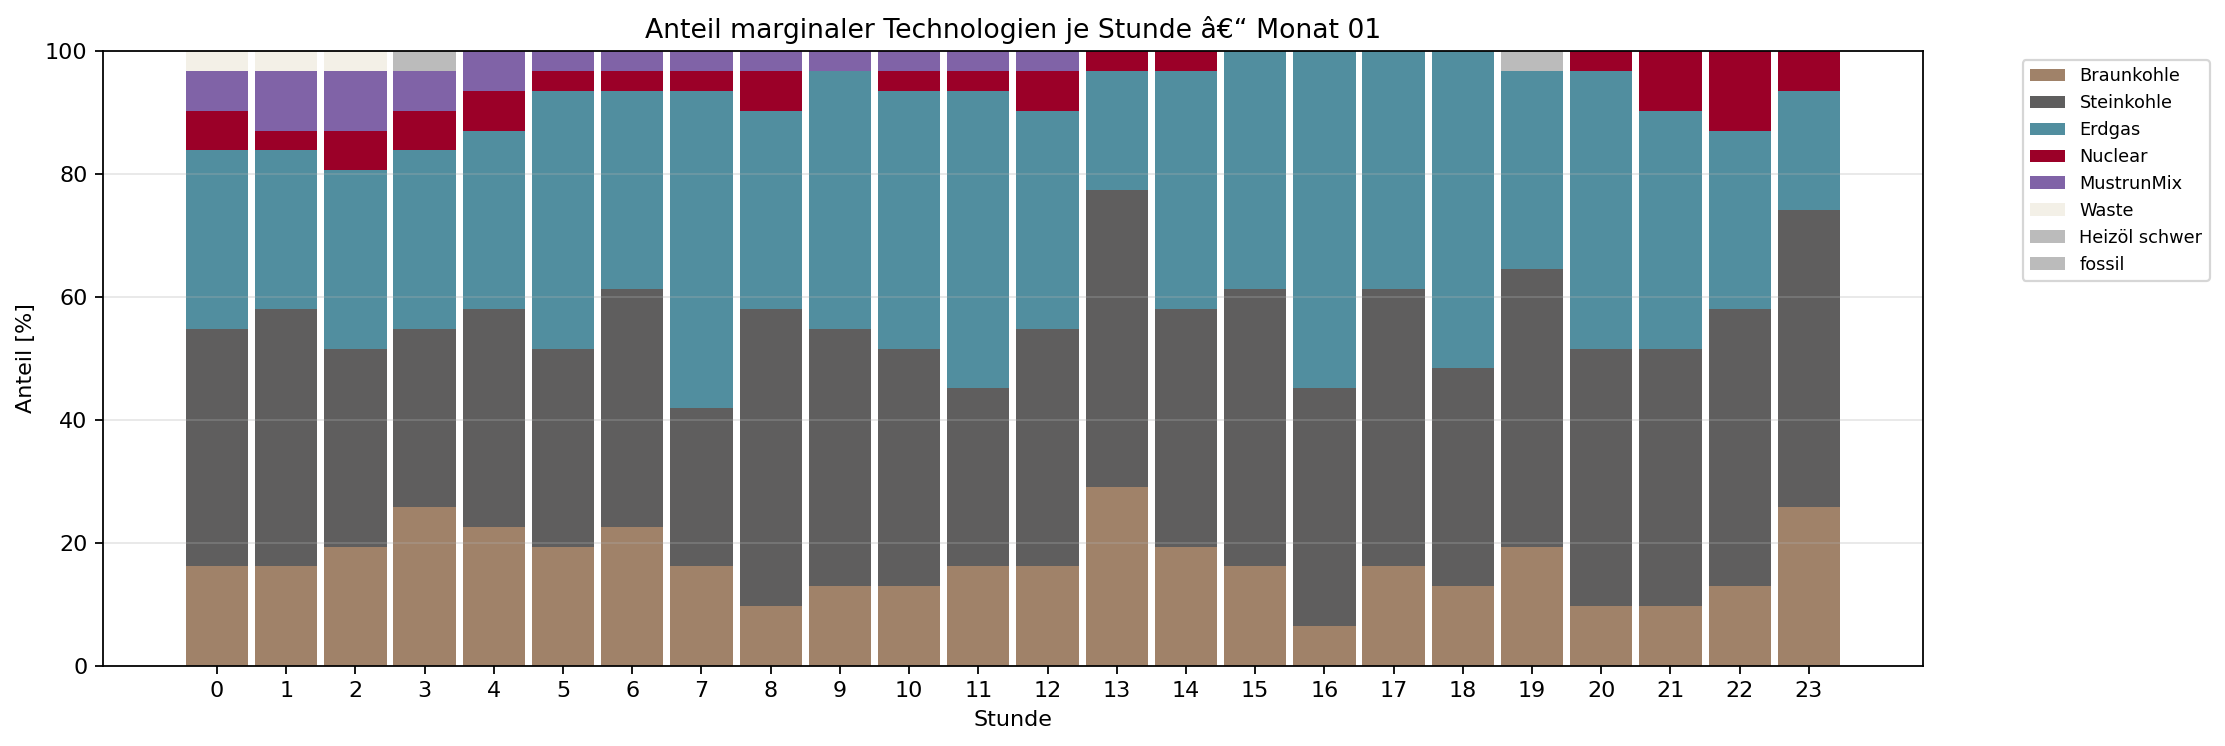 Anteil marginaler Technologien je Stunde â€“ Monat 01
Anteil [%]
100
80
60
40
20
0
0 1 2 3 4 5 6 7 8 9 10 11 12 13 14 15 16 17 18 19 20 21 22 23
Stunde
Braunkohle
Steinkohle
Erdgas
Nuclear
MustrunMix
Waste
Heizöl schwer
fossil